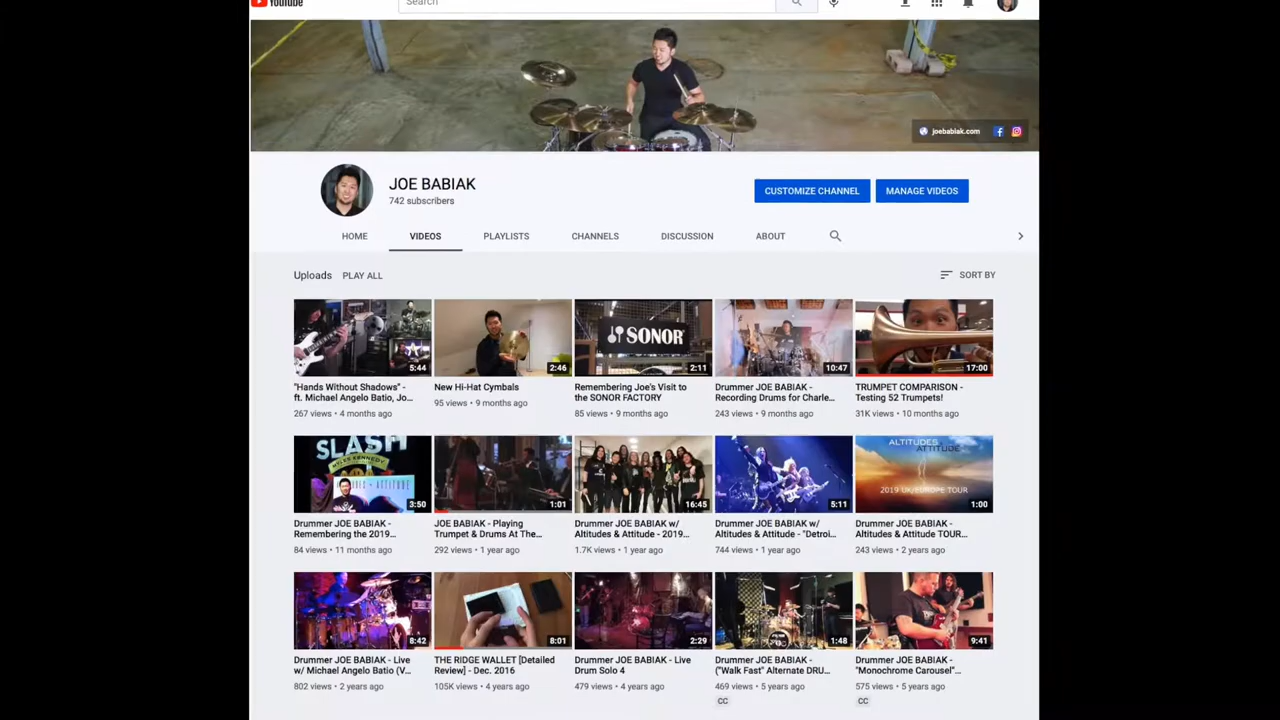 YouTube
Search
joebabiak.com
JOE BABIAK
742 subscribers
CUSTOMIZE CHANNEL
MANAGE VIDEOS
HOME
VIDEOS
PLAYLISTS
CHANNELS
DISCUSSION
ABOUT
Uploads
PLAY ALL
SORT BY
5:44
2:46
SONOR
2:11
10:47
17:00
"Hands Without Shadows" -
ft. Michael Angelo Batio, Jo...
267 views • 4 months ago
New Hi-Hat Cymbals
95 views • 9 months ago
Remembering Joe's Visit to
the SONOR FACTORY
85 views • 9 months ago
Drummer JOE BABIAK -
Recording Drums for Charle...
243 views • 9 months ago
TRUMPET COMPARISON -
Testing 52 Trumpets!
31K views • 10 months ago
SLASH
MYLES KENNEDY
ATTITUDE
3:50
1:01
16:45
5:11
ALTITUDES
ATTITUDE
2019 UK/EUROPE TOUR
1:00
Drummer JOE BABIAK -
Remembering the 2019...
84 views • 11 months ago
JOE BABIAK - Playing
Trumpet & Drums At The...
292 views • 1 year ago
Drummer JOE BABIAK w/
Altitudes & Attitude - 2019...
1.7K views • 1 year ago
Drummer JOE BABIAK w/
Altitudes & Attitude - "Detroi...
744 views • 1 year ago
Drummer JOE BABIAK -
Altitudes & Attitude TOUR...
243 views • 2 years ago
8:42
8:01
2:29
1:48
9:41
Drummer JOE BABIAK - Live
w/ Michael Angelo Batio (V...
802 views • 2 years ago
THE RIDGE WALLET [Detailed
Review] - Dec. 2016
105K views • 4 years ago
Drummer JOE BABIAK - Live
Drum Solo 4
479 views • 4 years ago
Drummer JOE BABIAK -
("Walk Fast" Alternate DRU...
469 views • 5 years ago
CC
Drummer JOE BABIAK -
"Monochrome Carousel"...
575 views • 5 years ago
CC